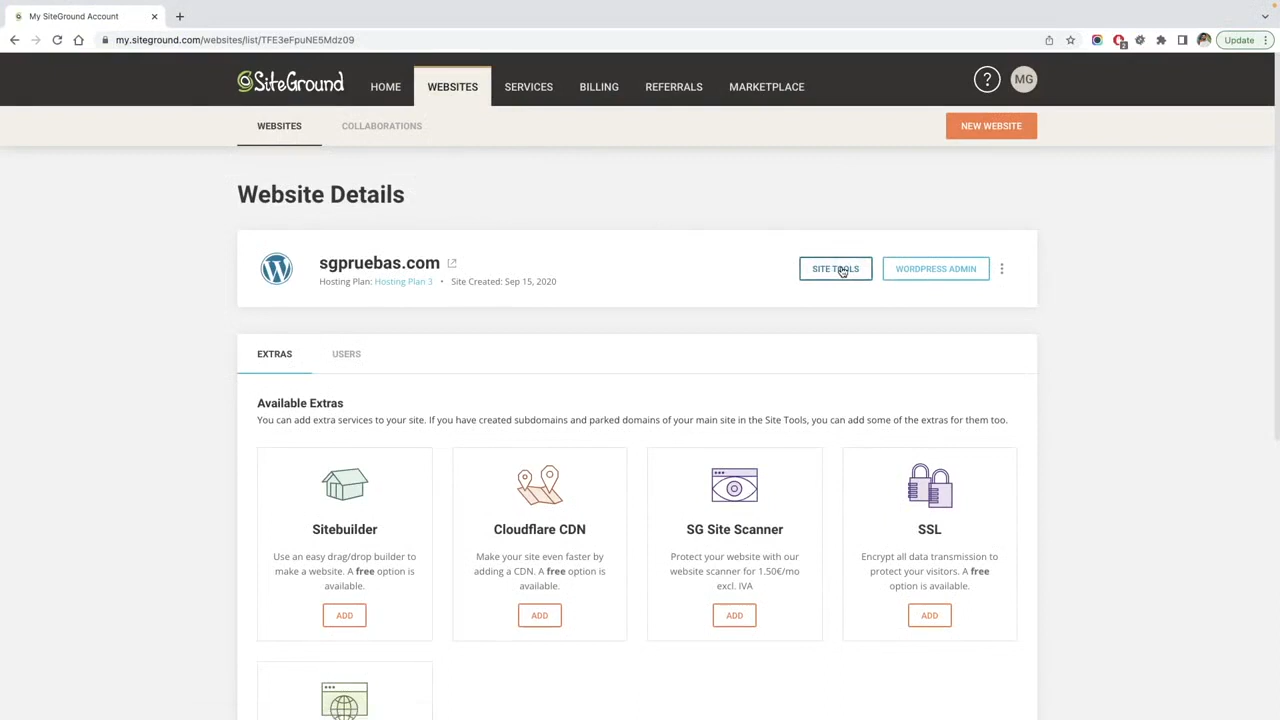 My SiteGround Account
my.siteground.com/websites/list/TFE3eFpuNE5Mdz09
2
Update
SiteGround
HOME
WEBSITES
SERVICES
BILLING
REFERRALS
MARKETPLACE
?
MG
WEBSITES
COLLABORATIONS
NEW WEBSITE
Website Details
sgpruebas.com
Hosting Plan: Hosting Plan 3 • Site Created: Sep 15, 2020
SITE TOOLS
WORDPRESS ADMIN
EXTRAS
USERS
Available Extras
You can add extra services to your site. If you have created subdomains and parked domains of your main site in the Site Tools, you can add some of the extras for them too.
Sitebuilder
Use an easy drag/drop builder to
make a website. A free option is
available.
ADD
Cloudflare CDN
Make your site even faster by
adding a CDN. A free option is
available.
ADD
SG Site Scanner
Protect your website with our
website scanner for 1.50€/mo
excl. IVA
ADD
SSL
Encrypt all data transmission to
protect your visitors. A free
option is available.
ADD